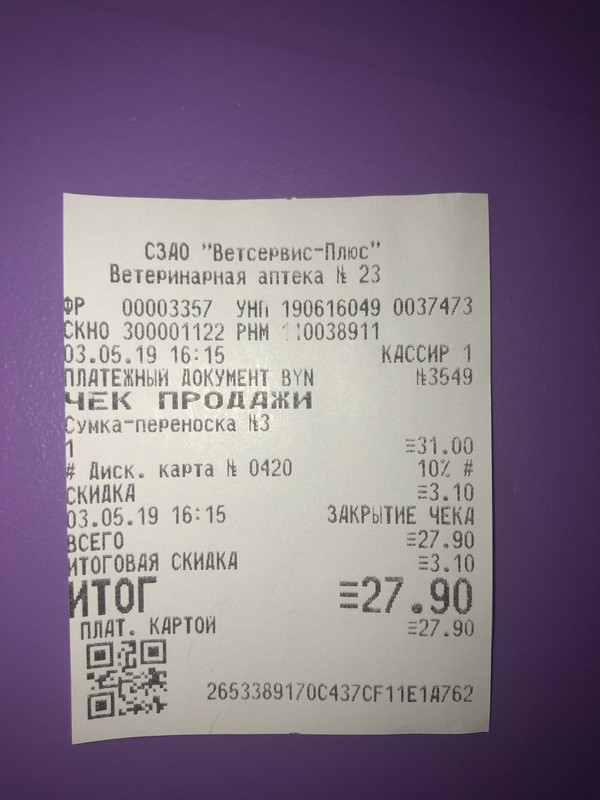 СЗАО "Ветсервис-Плюс"
Ветеринарная аптека № 23
ФР 00003357 УНП 190616049 0037473
СКНО 300001122 РНМ 110038911
03.05.19 16:15 КАССИР 1
ПЛАТЕЖНЫЙ ДОКУМЕНТ BYN №3549
ЧЕК ПРОДАЖИ
Сумка-переноска №3
1 ≡31.00
# Диск. карта № 0420 10% #
СКИДКА ≡3.10
03.05.19 16:15 ЗАКРЫТИЕ ЧЕКА
ВСЕГО ≡27.90
ИТОГОВАЯ СКИДКА ≡3.10
ИТОГ ≡27.90
ПЛАТ. КАРТОЙ ≡27.90
2653389170C437CF11E1A762